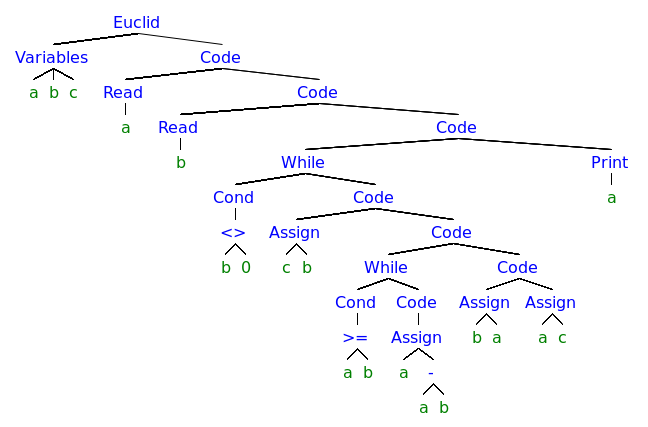 Euclid
Variables Code
a b c Read Code
a Read Code
b While Print
Cond Code a
<> Assign Code
b 0 c b While Code
Cond Code Assign Assign
>= Assign b a a c
a b a -
a b